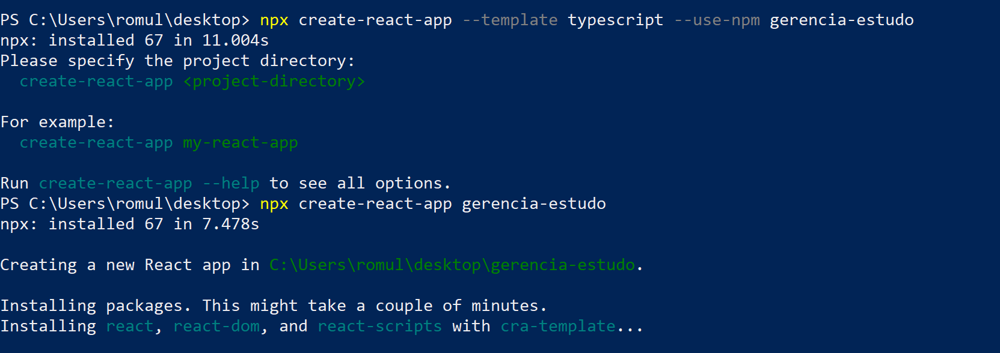 PS C:\Users\romul\desktop> npx create-react-app --template typescript --use-npm gerencia-estudo
npx: installed 67 in 11.004s
Please specify the project directory:
  create-react-app <project-directory>

For example:
  create-react-app my-react-app

Run create-react-app --help to see all options.
PS C:\Users\romul\desktop> npx create-react-app gerencia-estudo
npx: installed 67 in 7.478s

Creating a new React app in C:\Users\romul\desktop\gerencia-estudo.

Installing packages. This might take a couple of minutes.
Installing react, react-dom, and react-scripts with cra-template...